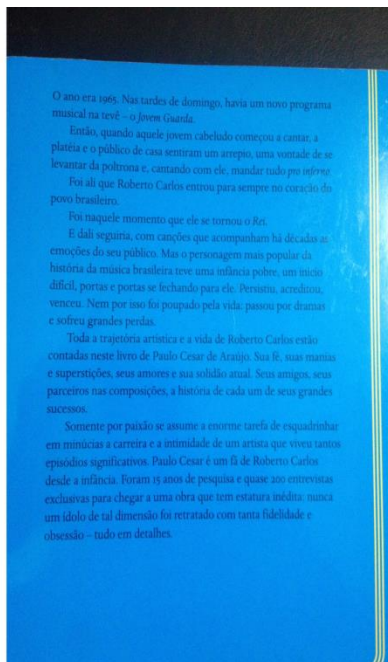 O ano era 1965. Nas tardes de domingo, havia um novo programa
musical na tevê – o Jovem Guarda.
Então, quando aquele jovem cabeludo começou a cantar, a
platéia e o público de casa sentiram um arrepio, uma vontade de se
levantar da poltrona e, cantando com ele, mandar tudo pro inferno.
Foi ali que Roberto Carlos entrou para sempre no coração do
povo brasileiro.
Foi naquele momento que ele se tornou o Rei.
E dali seguiria, com canções que acompanham há décadas as
emoções do seu público. Mas o personagem mais popular da
história da música brasileira teve uma infância pobre, um início
difícil, portas e portas se fechando para ele. Persistiu, acreditou,
venceu. Nem por isso foi poupado pela vida: passou por dramas
e sofreu grandes perdas.
Toda a trajetória artística e a vida de Roberto Carlos estão
contadas neste livro de Paulo Cesar de Araújo. Sua fé, suas manias
e superstições, seus amores e sua solidão atual. Seus amigos, seus
parceiros nas composições, a história de cada um de seus grandes
sucessos.
Somente por paixão se assume a enorme tarefa de esquadrinhar
em minúcias a carreira e a intimidade de um artista que viveu tantos
episódios significativos. Paulo Cesar é um fã de Roberto Carlos
desde a infância. Foram 15 anos de pesquisa e quase 200 entrevistas
exclusivas para chegar a uma obra que tem estatura inédita: nunca
um ídolo de tal dimensão foi retratado com tanta fidelidade e
obsessão – tudo em detalhes.